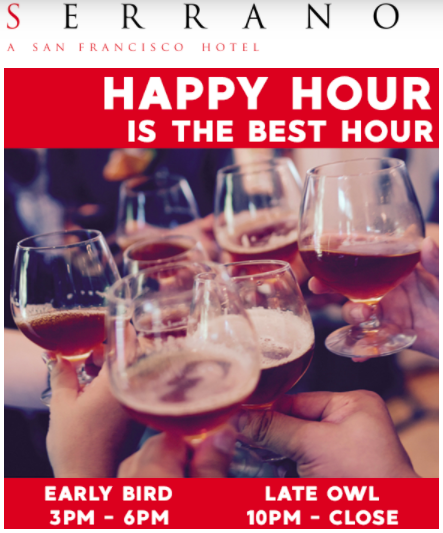 SERRANO
A SAN FRANCISCO HOTEL
HAPPY HOUR
IS THE BEST HOUR
EARLY BIRD
3PM - 6PM
LATE OWL
10PM - CLOSE